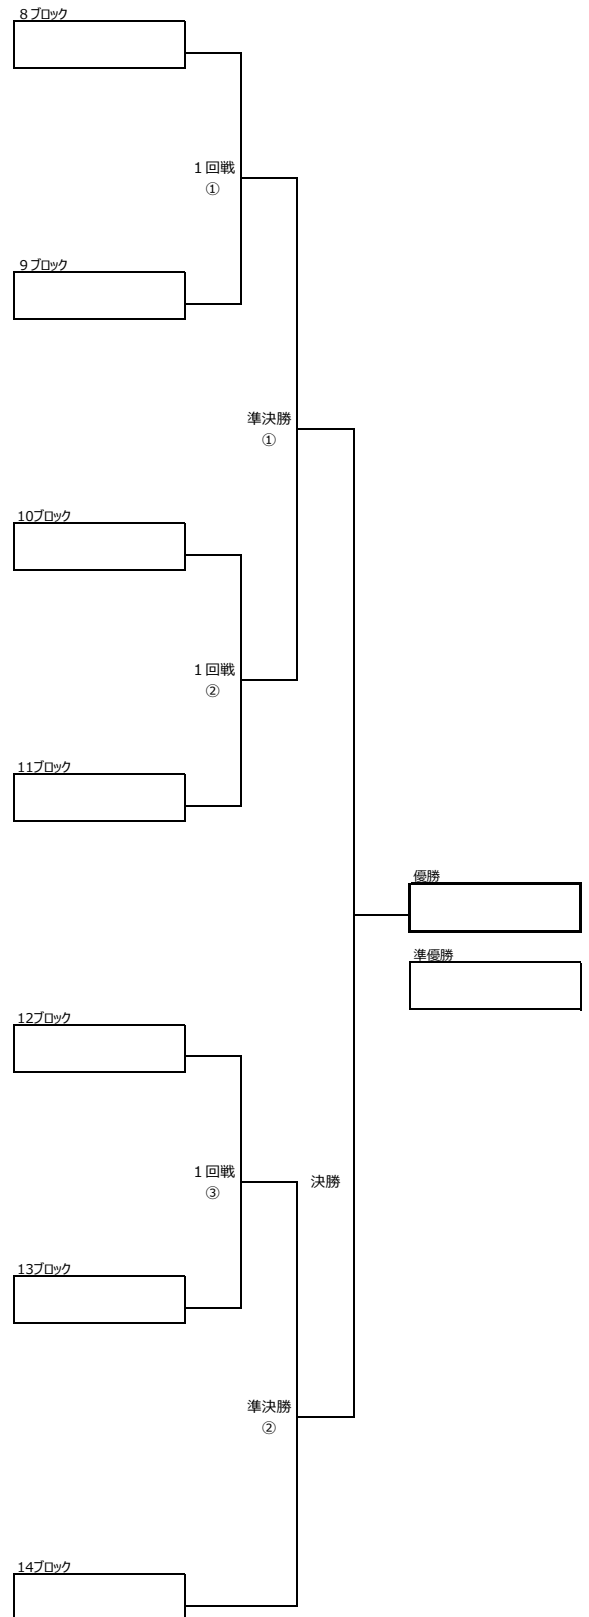 ８ブロック
１回戦
①
９ブロック
準決勝
①
10ブロック
１回戦
②
11ブロック
優勝
準優勝
12ブロック
１回戦
③
決勝
13ブロック
準決勝
②
14ブロック